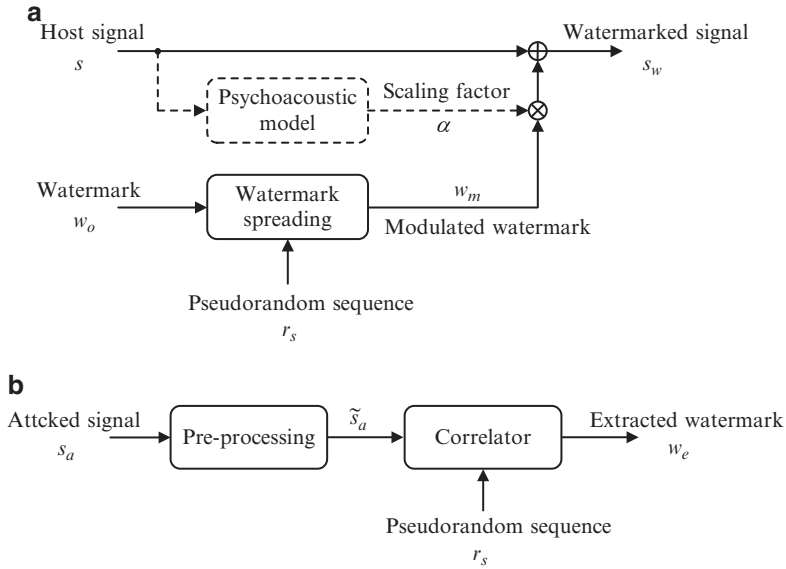 a
Host signal
s
Watermarked signal
s_w
Psychoacoustic
model
Scaling factor
α
Watermark
w_o
Watermark
spreading
w_m
Modulated watermark
Pseudorandom sequence
r_s
b
Attcked signal
s_a
Pre-processing
s̃_a
Correlator
Extracted watermark
w_e
Pseudorandom sequence
r_s